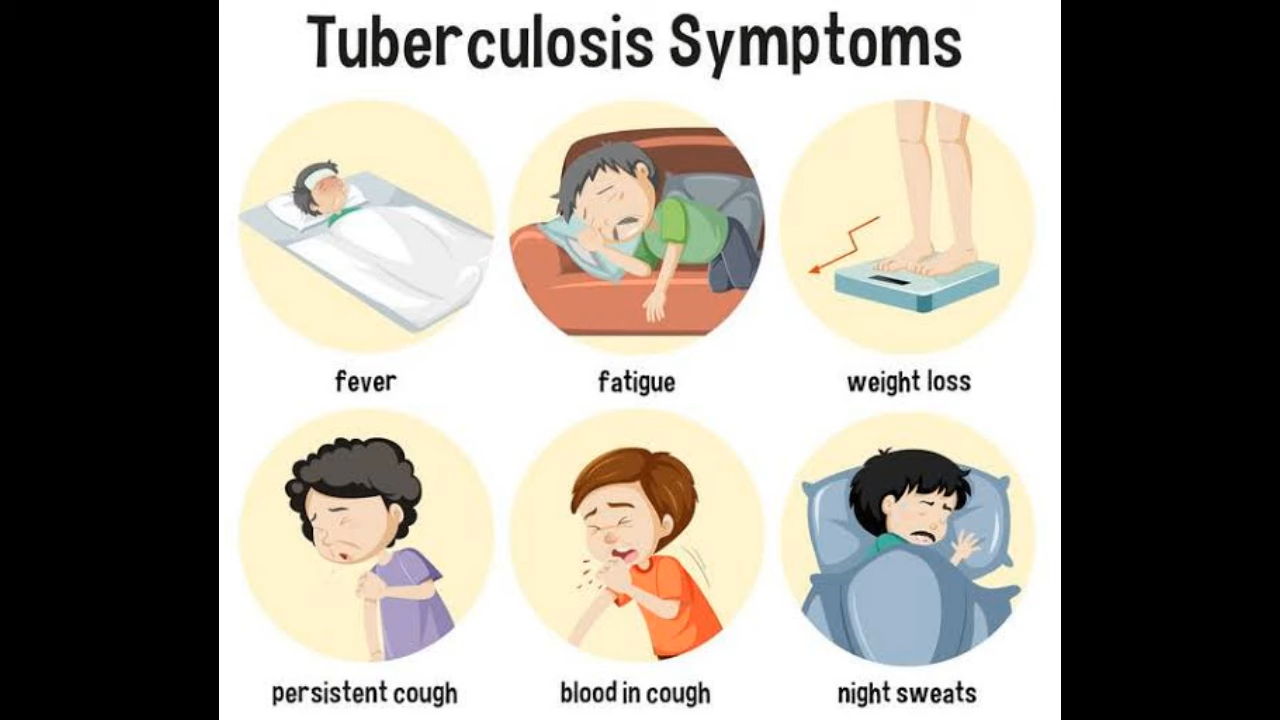 Tuberculosis Symptoms
fever
fatigue
weight loss
persistent cough
blood in cough
night sweats